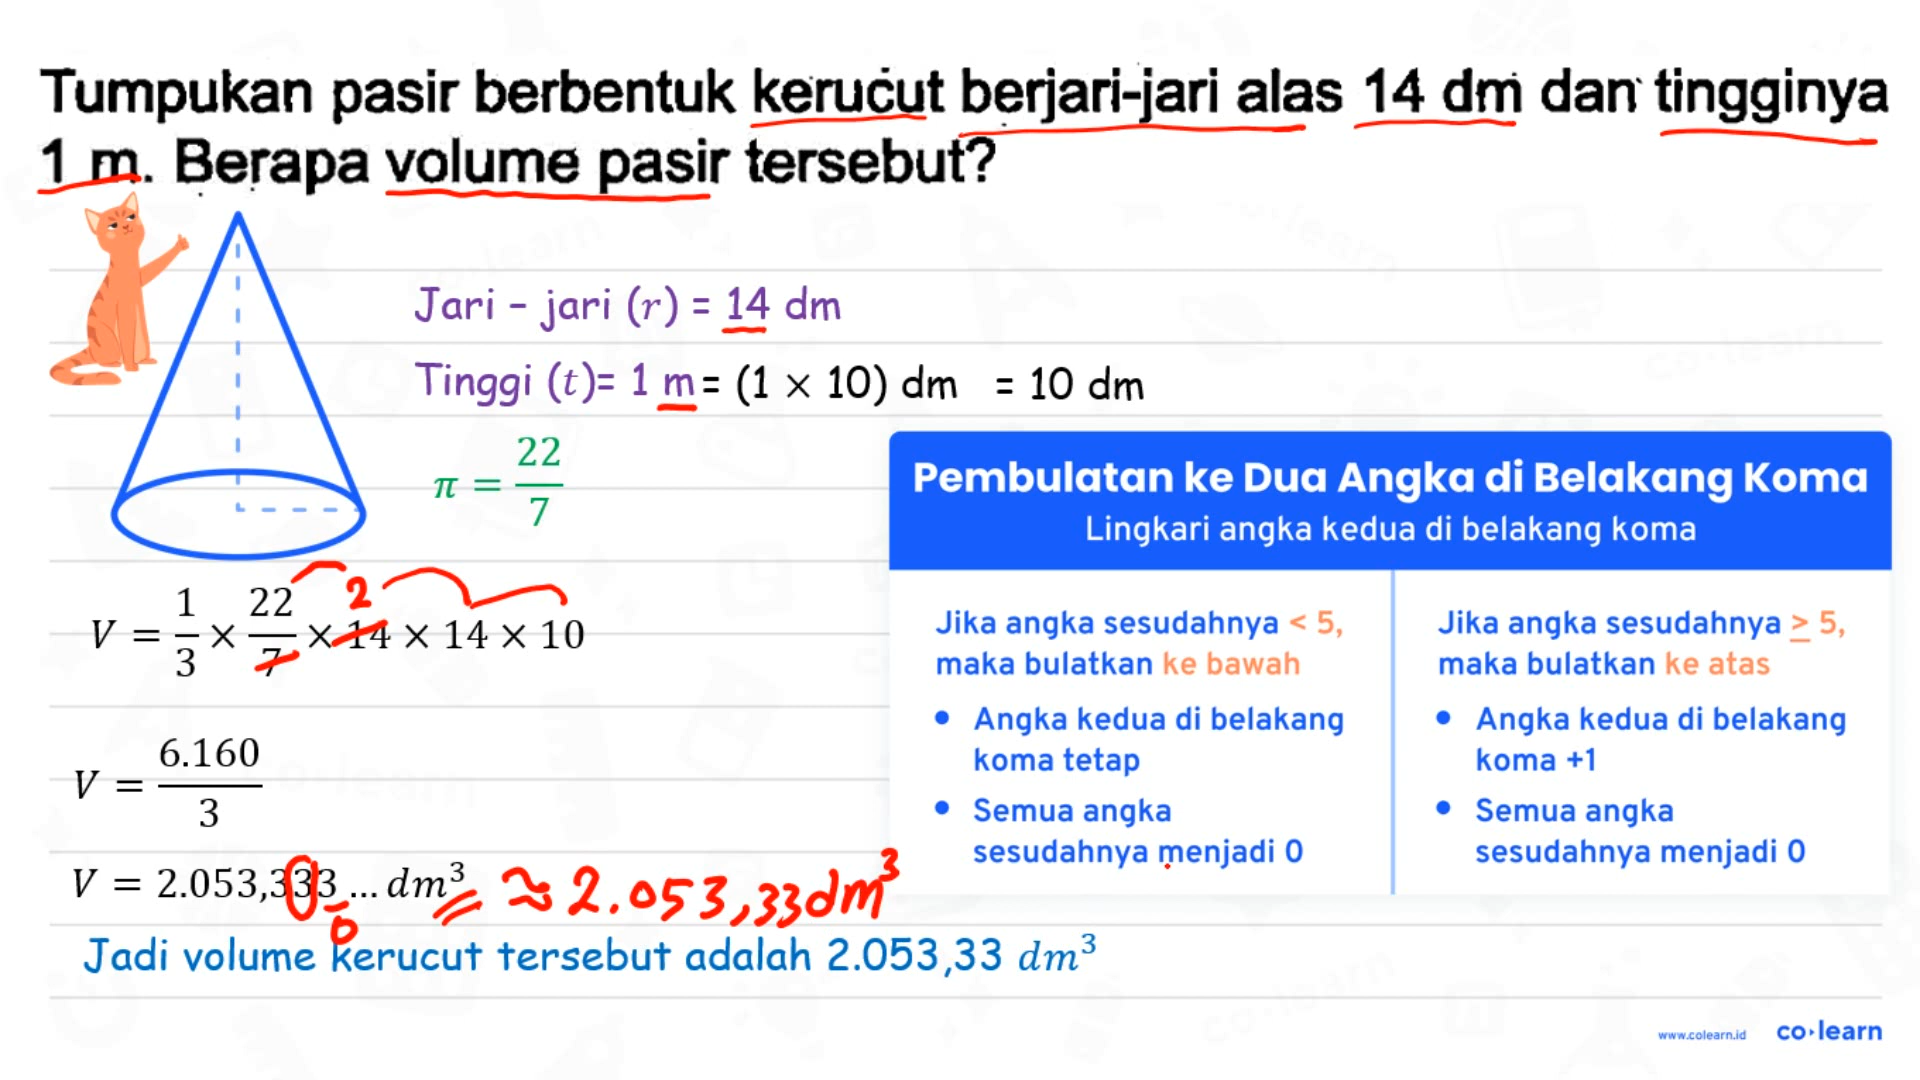 Tumpukan pasir berbentuk kerucut berjari-jari alas 14 dm dan tingginya
1 m. Berapa volume pasir tersebut?
Jari - jari (r) = 14 dm
Tinggi (t)= 1 m = (1 × 10) dm = 10 dm
π = 22/7
V = 1/3 × 22/7 × 14 × 14 × 10
2
V = 6.160/3
V = 2.053,333 ... dm³ ≈ 2.053,33 dm³
0
Jadi volume kerucut tersebut adalah 2.053,33 dm³
Pembulatan ke Dua Angka di Belakang Koma
Lingkari angka kedua di belakang koma
Jika angka sesudahnya < 5,
maka bulatkan ke bawah
• Angka kedua di belakang
koma tetap
• Semua angka
sesudahnya menjadi 0
Jika angka sesudahnya ≥ 5,
maka bulatkan ke atas
• Angka kedua di belakang
koma +1
• Semua angka
sesudahnya menjadi 0
www.colearn.id co·learn